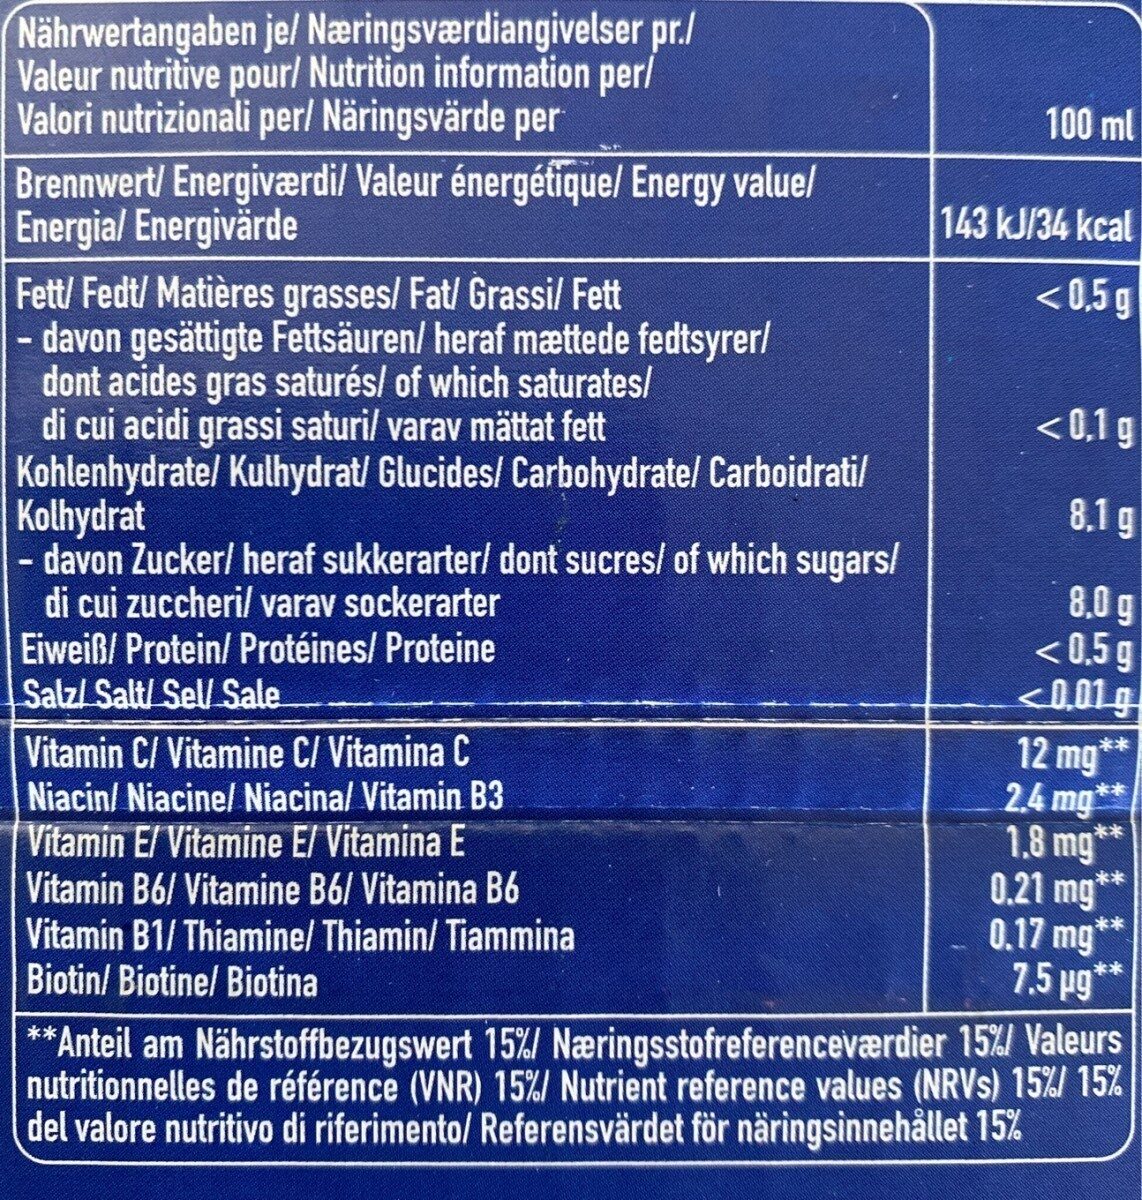 Nährwertangaben je/ Næringsværdiangivelser pr./
Valeur nutritive pour/ Nutrition information per/
Valori nutrizionali per/ Näringsvärde per 100 ml
Brennwert/ Energiværdi/ Valeur énergétique/ Energy value/
Energia/ Energivärde 143 kJ/34 kcal
Fett/ Fedt/ Matières grasses/ Fat/ Grassi/ Fett < 0,5 g
- davon gesättigte Fettsäuren/ heraf mættede fedtsyrer/
dont acides gras saturés/ of which saturates/
di cui acidi grassi saturi/ varav mättat fett < 0,1 g
Kohlenhydrate/ Kulhydrat/ Glucides/ Carbohydrate/ Carboidrati/
Kolhydrat 8,1 g
- davon Zucker/ heraf sukkerarter/ dont sucres/ of which sugars/
di cui zuccheri/ varav sockerarter 8,0 g
Eiweiß/ Protein/ Protéines/ Proteine < 0,5 g
Salz/ Salt/ Sel/ Sale < 0,01 g
Vitamin C/ Vitamine C/ Vitamina C 12 mg**
Niacin/ Niacine/ Niacina/ Vitamin B3 2,4 mg**
Vitamin E/ Vitamine E/ Vitamina E 1,8 mg**
Vitamin B6/ Vitamine B6/ Vitamina B6 0,21 mg**
Vitamin B1/ Thiamine/ Thiamin/ Tiammina 0,17 mg**
Biotin/ Biotine/ Biotina 7,5 µg**
**Anteil am Nährstoffbezugswert 15%/ Næringsstofreferenceværdier 15%/ Valeurs
nutritionnelles de référence (VNR) 15%/ Nutrient reference values (NRVs) 15%/ 15%
del valore nutritivo di riferimento/ Referensvärdet för näringsinnehållet 15%